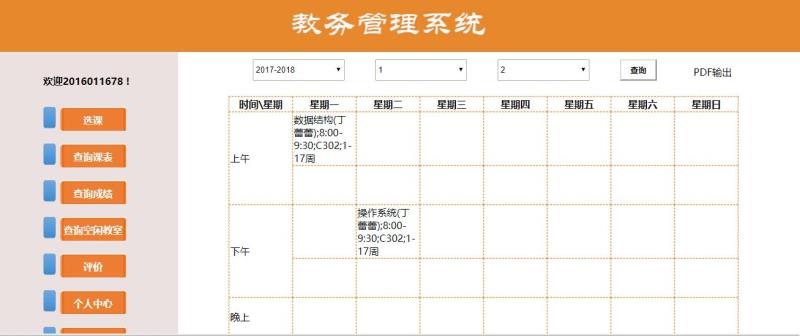 教务管理系统
欢迎2016011678！
2017-2018
1
2
查询
PDF输出
选课
查询课表
查询成绩
查询空闲教室
评价
个人中心
时间\星期 星期一 星期二 星期三 星期四 星期五 星期六 星期日
上午
数据结构(丁
蕾蕾);8:00-
9:30;C302;1-
17周
下午
操作系统(丁
蕾蕾);8:00-
9:30;C302;1-
17周
晚上